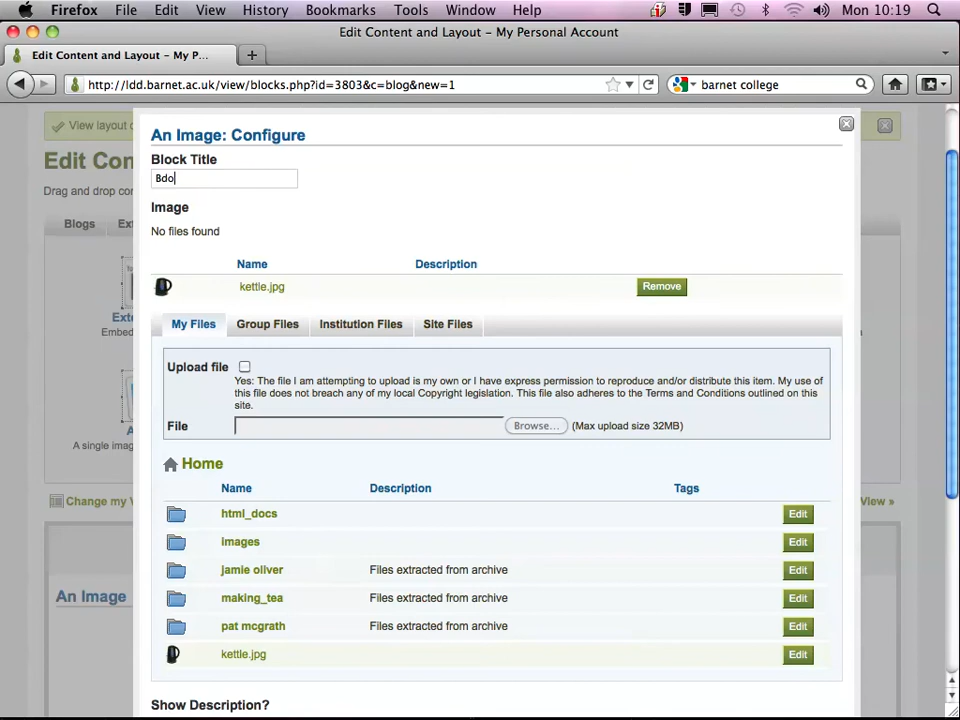 Firefox File Edit View History Bookmarks Tools Window Help Mon 10:19
Edit Content and Layout – My Personal Account
Edit Content and Layout – My P...
http://ldd.barnet.ac.uk/view/blocks.php?id=3803&c=blog&new=1 barnet college
View layout c
An Image: Configure
Edit Con
Block Title
Drag and drop con
Bdo
Blogs Ext
Image
No files found
Name Description
kettle.jpg Remove
Exte
Embed
My Files Group Files Institution Files Site Files
Upload file
Yes: The file I am attempting to upload is my own or I have express permission to reproduce and/or distribute this item. My use
of this file does not breach any of my local Copyright legislation. This file also adheres to the Terms and Conditions outlined on this
site.
File Browse... (Max upload size 32MB)
A
A single imag
Home
Name Description Tags
Change my V View »
html_docs Edit
images Edit
jamie oliver Files extracted from archive Edit
An Image
making_tea Files extracted from archive Edit
pat mcgrath Files extracted from archive Edit
kettle.jpg Edit
Show Description?